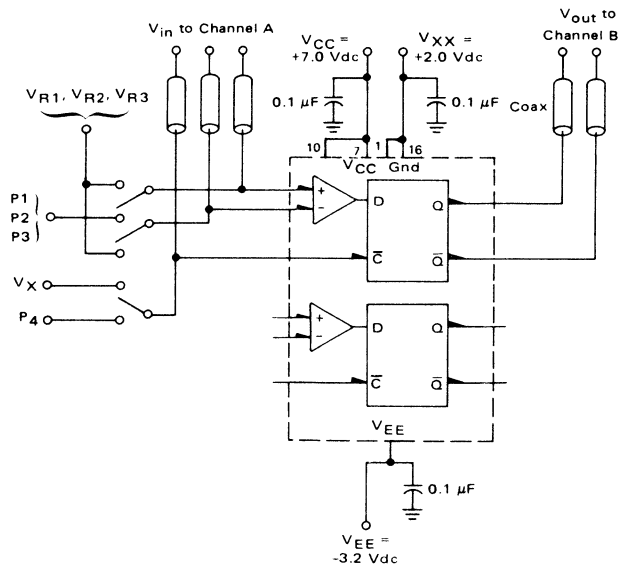 Vin to Channel A
VCC =
+7.0 Vdc
VXX =
+2.0 Vdc
Vout to
Channel B
VR1, VR2, VR3
0.1 μF
0.1 μF
Coax
10
7
1
16
VCC
Gnd
P1
P2
P3
+
−
D
Q
C̅
Q̅
VX
P4
+
−
D
Q
C̅
Q̅
VEE
0.1 μF
VEE =
-3.2 Vdc